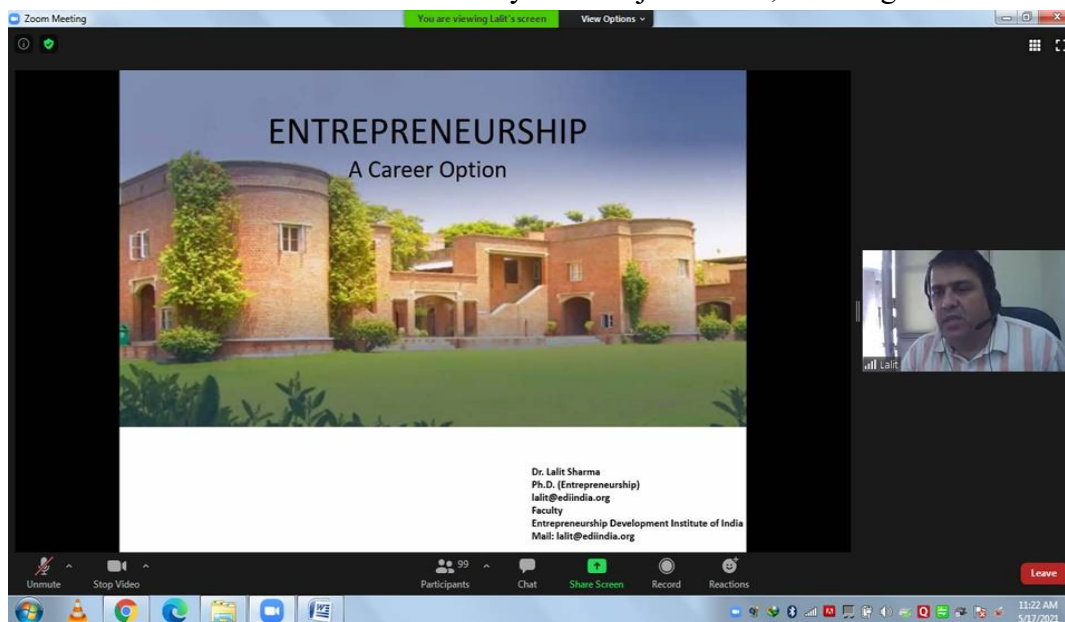 Zoom Meeting
You are viewing Lalit's screen View Options
ENTREPRENEURSHIP
A Career Option
Lalit
Dr. Lalit Sharma
Ph.D. (Entrepreneurship)
lalit@ediindia.org
Faculty
Entrepreneurship Development Institute of India
Mail: lalit@ediindia.org
99
Unmute Stop Video Participants Chat Share Screen Record Reactions Leave
11:22 AM
5/17/2021